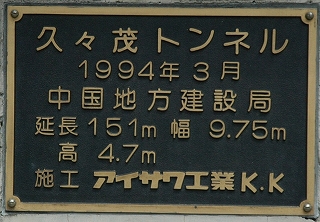 久々茂トンネル
1994年3月
中国地方建設局
延長151m 幅 9.75m
高 4.7m
施工 アイサワ工業K.K